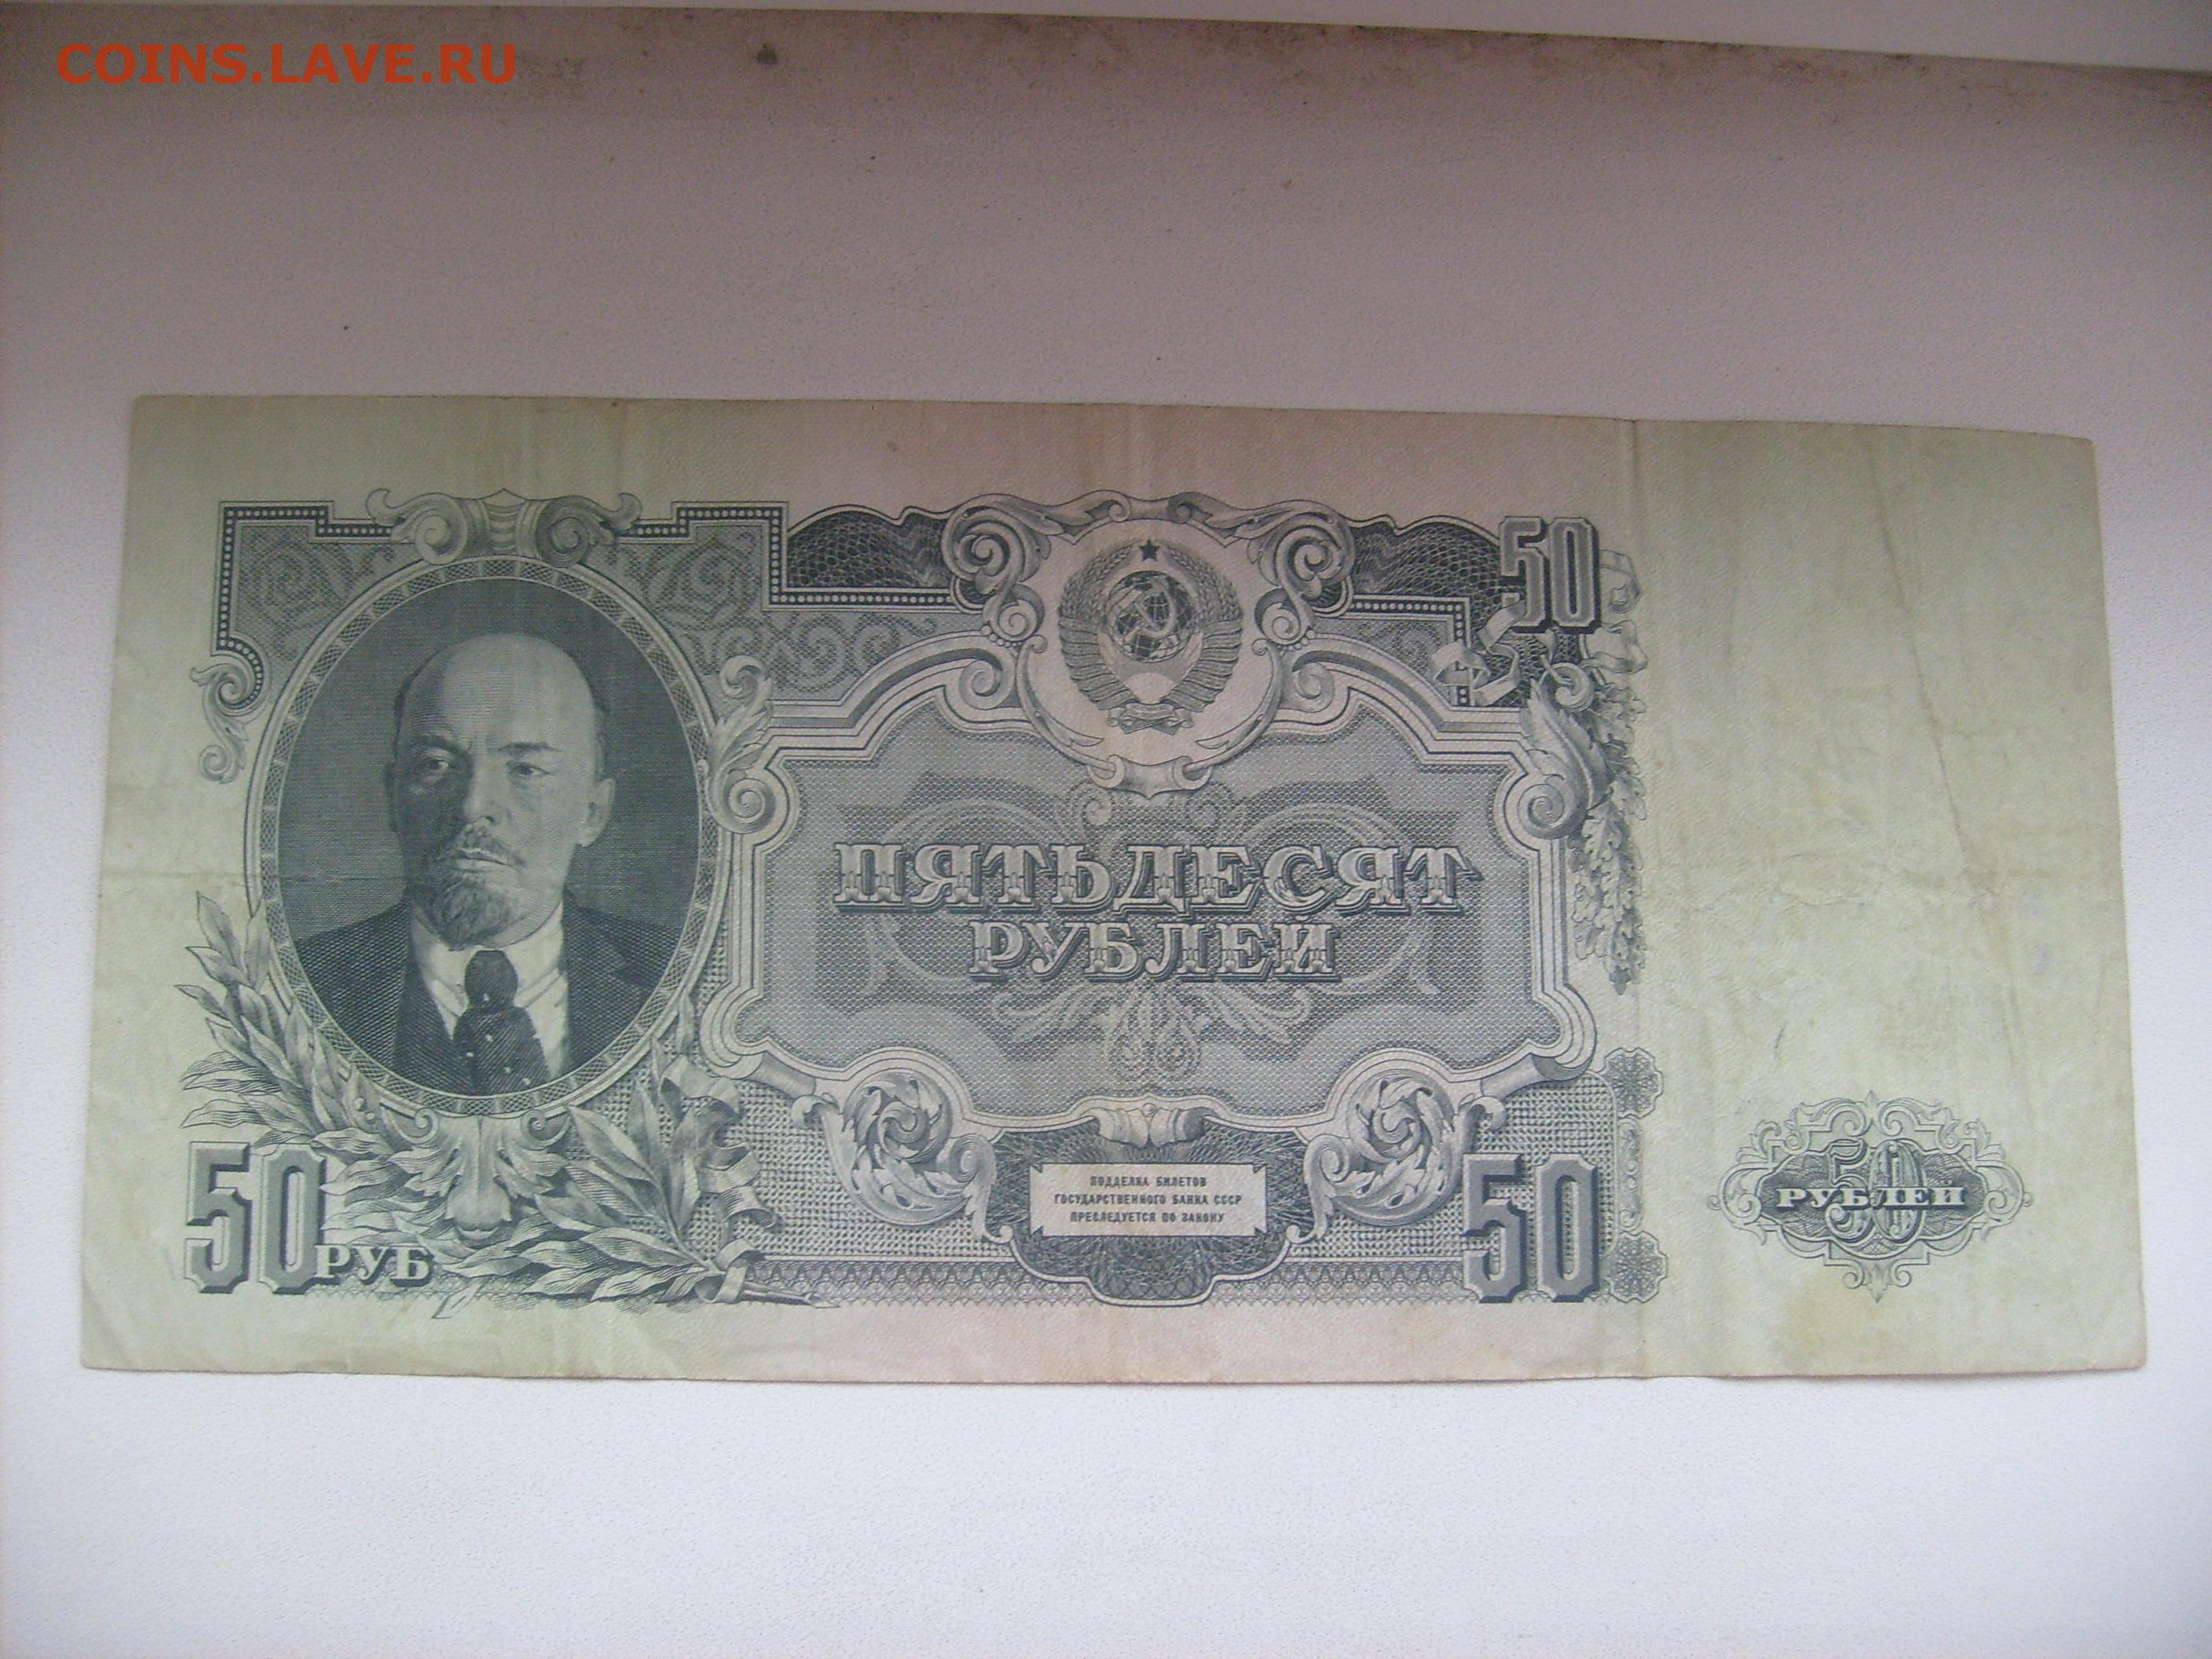 COINS.LAVE.RU
50
ПЯТЬДЕСЯТ
РУБЛЕЙ
ПОДДЕЛКА БИЛЕТОВ
ГОСУДАРСТВЕННОГО БАНКА СССР
ПРЕСЛЕДУЕТСЯ ПО ЗАКОНУ
50 РУБ
50
50
РУБЛЕЙ